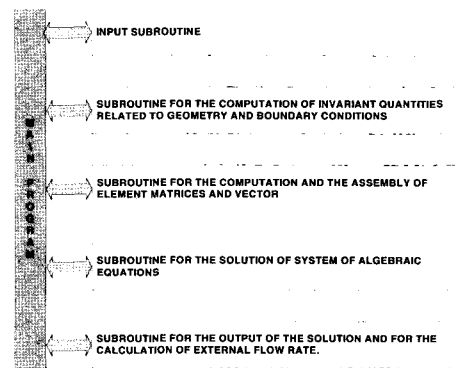 INPUT SUBROUTINE
SUBROUTINE FOR THE COMPUTATION OF INVARIANT QUANTITIES
RELATED TO GEOMETRY AND BOUNDARY CONDITIONS
MAIN PROGRAM
SUBROUTINE FOR THE COMPUTATION AND THE ASSEMBLY OF
ELEMENT MATRICES AND VECTOR
SUBROUTINE FOR THE SOLUTION OF SYSTEM OF ALGEBRAIC
EQUATIONS
SUBROUTINE FOR THE OUTPUT OF THE SOLUTION AND FOR THE
CALCULATION OF EXTERNAL FLOW RATE.